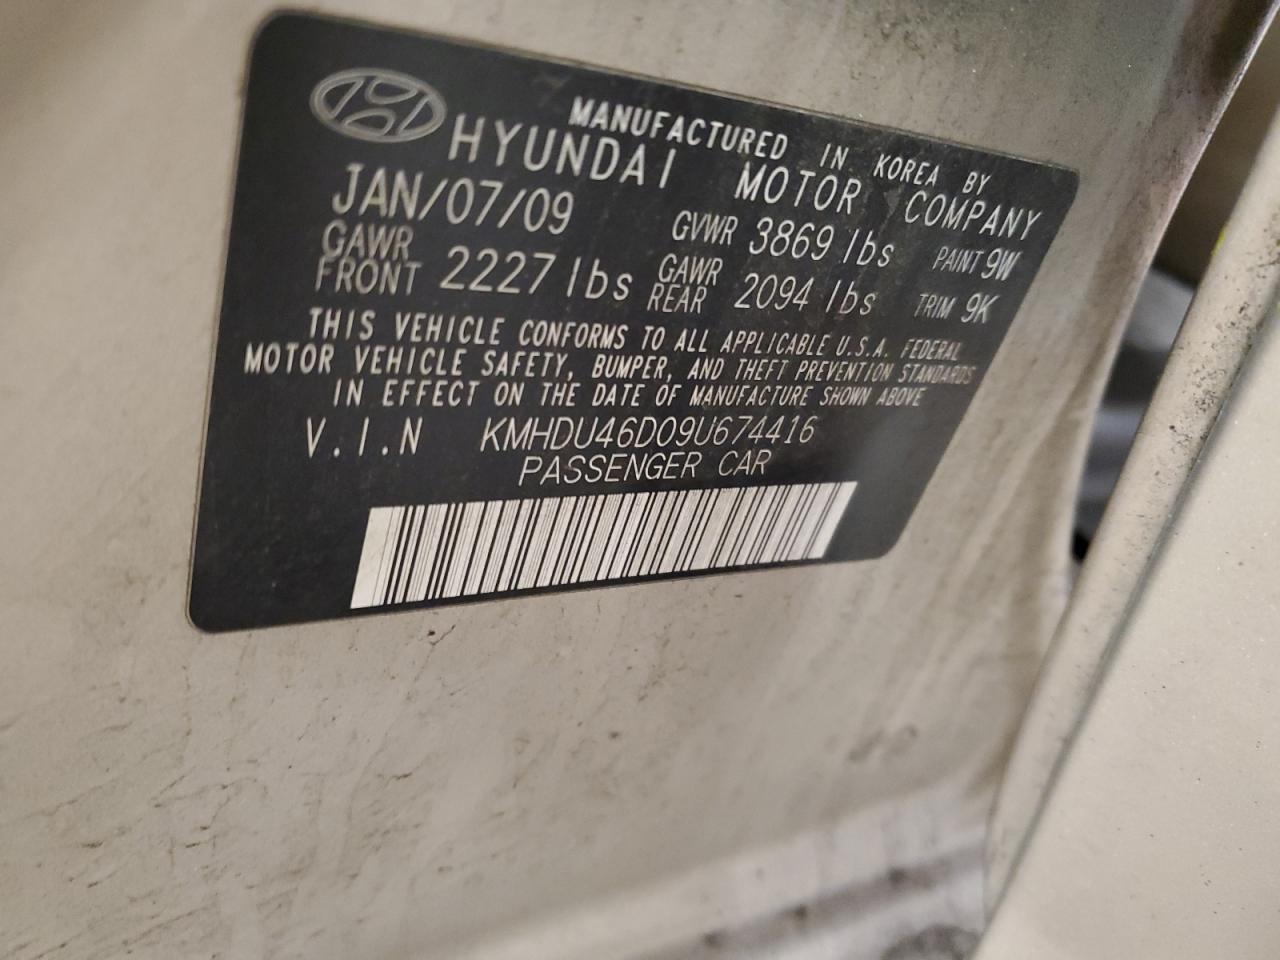 MANUFACTURED IN KOREA BY
HYUNDAI MOTOR COMPANY
JAN/07/09 GVWR 3869 lbs PAINT 9W
GAWR FRONT 2227 lbs GAWR REAR 2094 lbs TRIM 9K
THIS VEHICLE CONFORMS TO ALL APPLICABLE U.S.A. FEDERAL
MOTOR VEHICLE SAFETY, BUMPER, AND THEFT PREVENTION STANDARDS
IN EFFECT ON THE DATE OF MANUFACTURE SHOWN ABOVE
V.I.N KMHDU46D09U674416
PASSENGER CAR